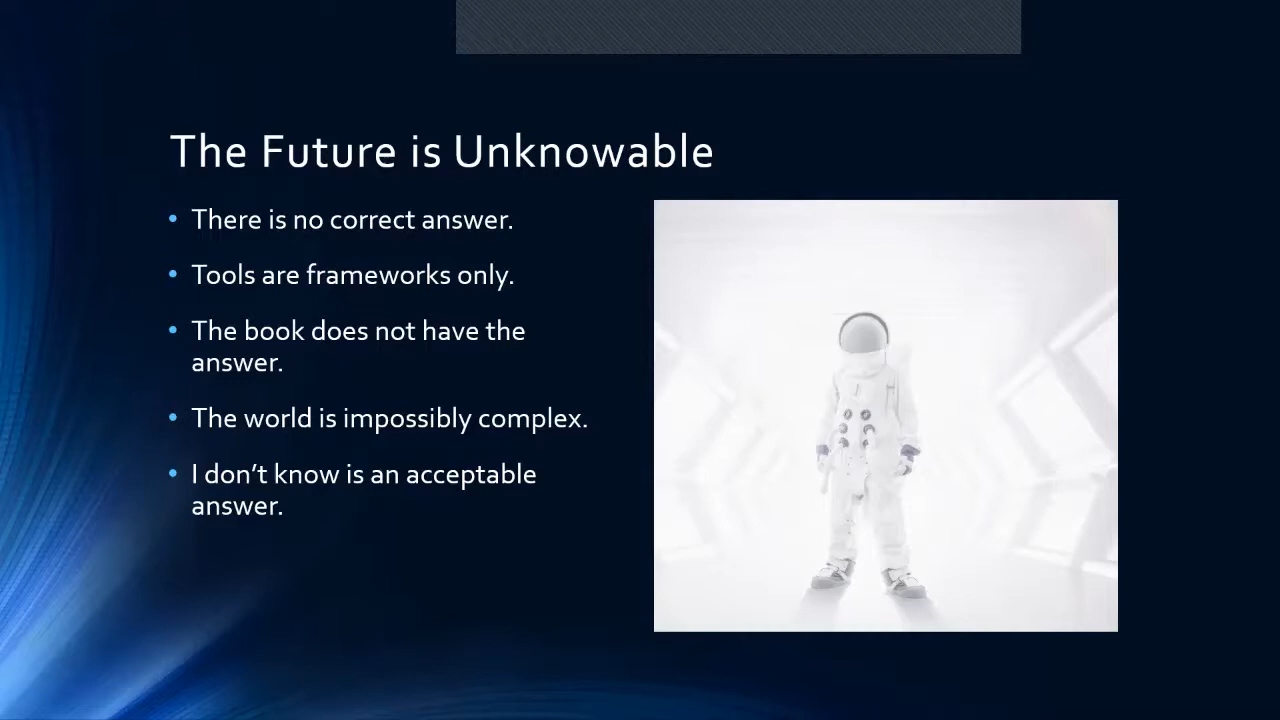 The Future is Unknowable
• There is no correct answer.
• Tools are frameworks only.
• The book does not have the
answer.
• The world is impossibly complex.
• I don’t know is an acceptable
answer.